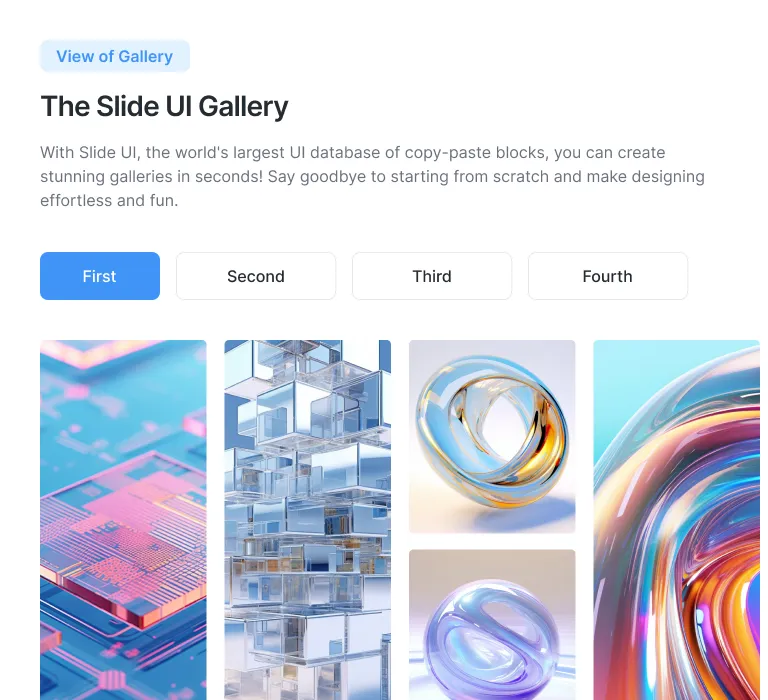 View of Gallery
The Slide UI Gallery
With Slide UI, the world's largest UI database of copy-paste blocks, you can create
stunning galleries in seconds! Say goodbye to starting from scratch and make designing
effortless and fun.
First
Second
Third
Fourth